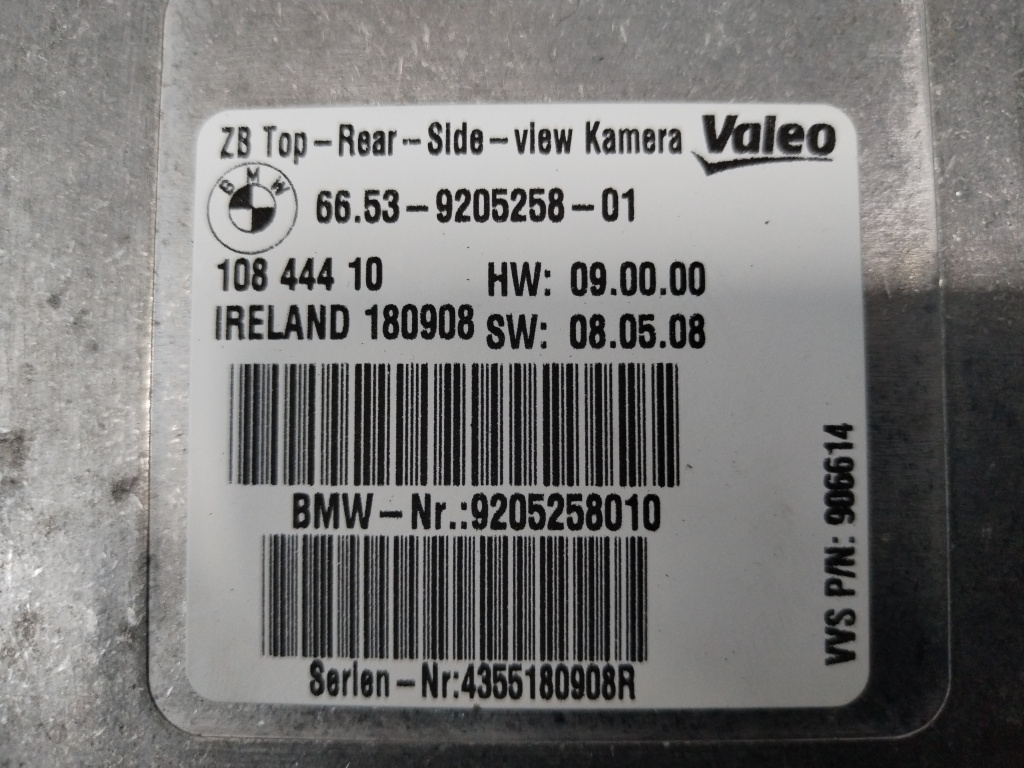 ZB Top-Rear-Side-view Kamera Valeo
BMW 66.53-9205258-01
108 444 10 HW: 09.00.00
IRELAND 180908 SW: 08.05.08
BMW-Nr.:9205258010
Serien-Nr:4355180908R
VVS P/N: 906614